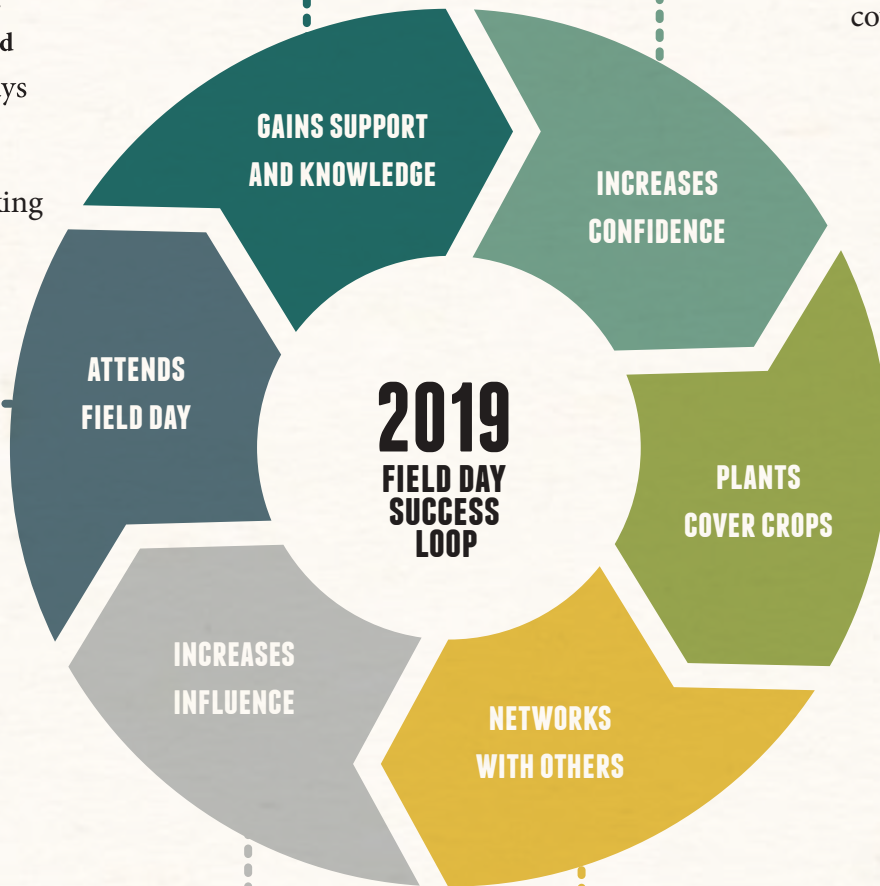 GAINS SUPPORT
AND KNOWLEDGE
INCREASES
CONFIDENCE
PLANTS
COVER CROPS
NETWORKS
WITH OTHERS
INCREASES
INFLUENCE
ATTENDS
FIELD DAY
2019
FIELD DAY
SUCCESS
LOOP